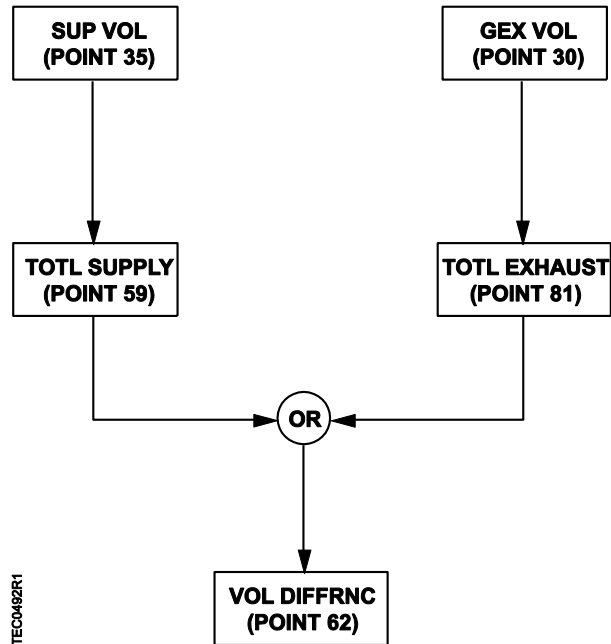 SUP VOL
(POINT 35)
GEX VOL
(POINT 30)
TOTL SUPPLY
(POINT 59)
TOTL EXHAUST
(POINT 81)
OR
VOL DIFFRNC
(POINT 62)
TEC0492R1